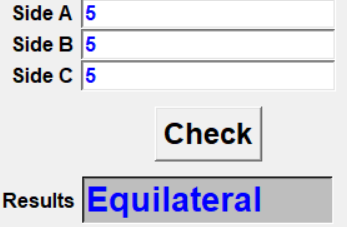 Side A 5
Side B 5
Side C 5
Check
Results Equilateral